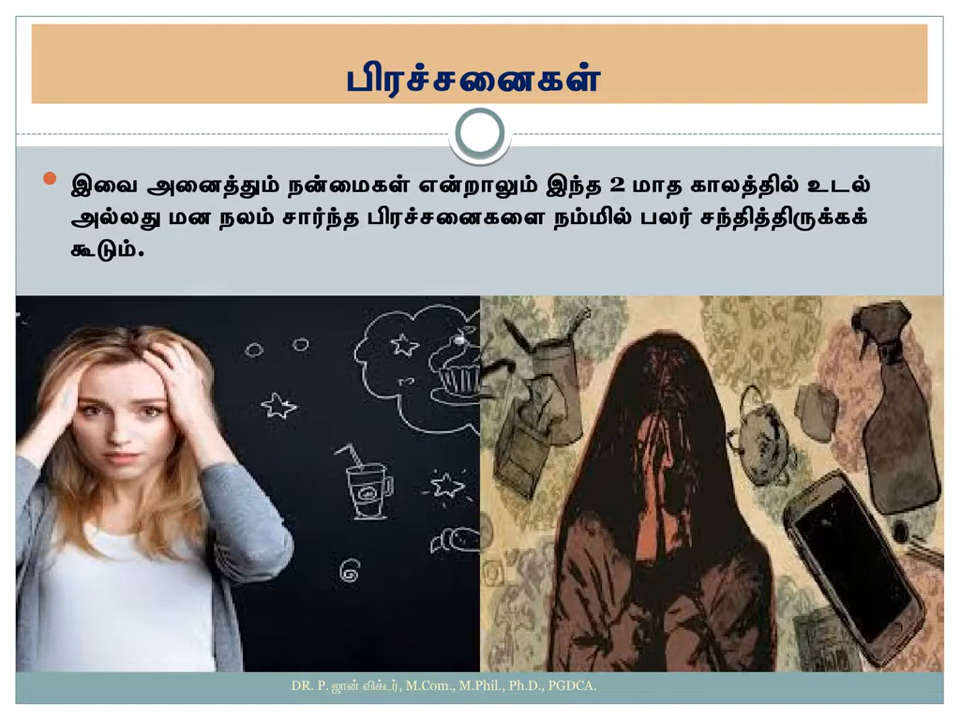 பிரச்சனைகள்
இவை அனைத்தும் நன்மைகள் என்றாலும் இந்த 2 மாத காலத்தில் உடல்
அல்லது மன நலம் சார்ந்த பிரச்சனைகளை நம்மில் பலர் சந்தித்திருக்கக்
கூடும்.
DR. P. ஜான் விக்டர், M.Com., M.Phil., Ph.D., PGDCA.